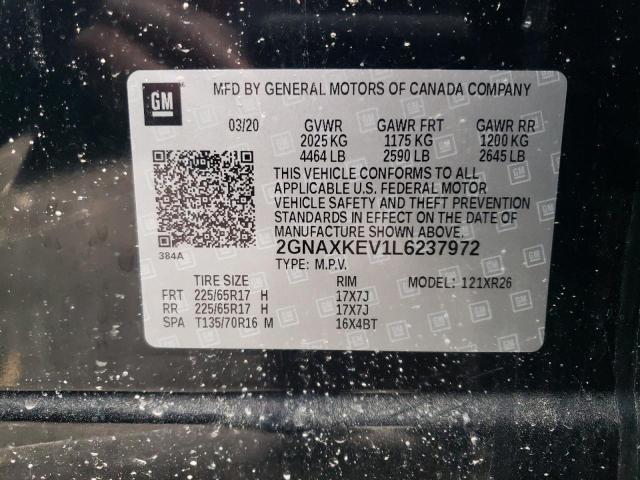 GM
MFD BY GENERAL MOTORS OF CANADA COMPANY
03/20 GVWR GAWR FRT GAWR RR
2025 KG 1175 KG 1200 KG
4464 LB 2590 LB 2645 LB
THIS VEHICLE CONFORMS TO ALL
APPLICABLE U.S. FEDERAL MOTOR
VEHICLE SAFETY AND THEFT PREVENTION
STANDARDS IN EFFECT ON THE DATE OF
MANUFACTURE SHOWN ABOVE.
384A
2GNAXKEV1L6237972
TYPE: M.P.V.
TIRE SIZE RIM MODEL: 121XR26
FRT 225/65R17 H 17X7J
RR 225/65R17 H 17X7J
SPA T135/70R16 M 16X4BT